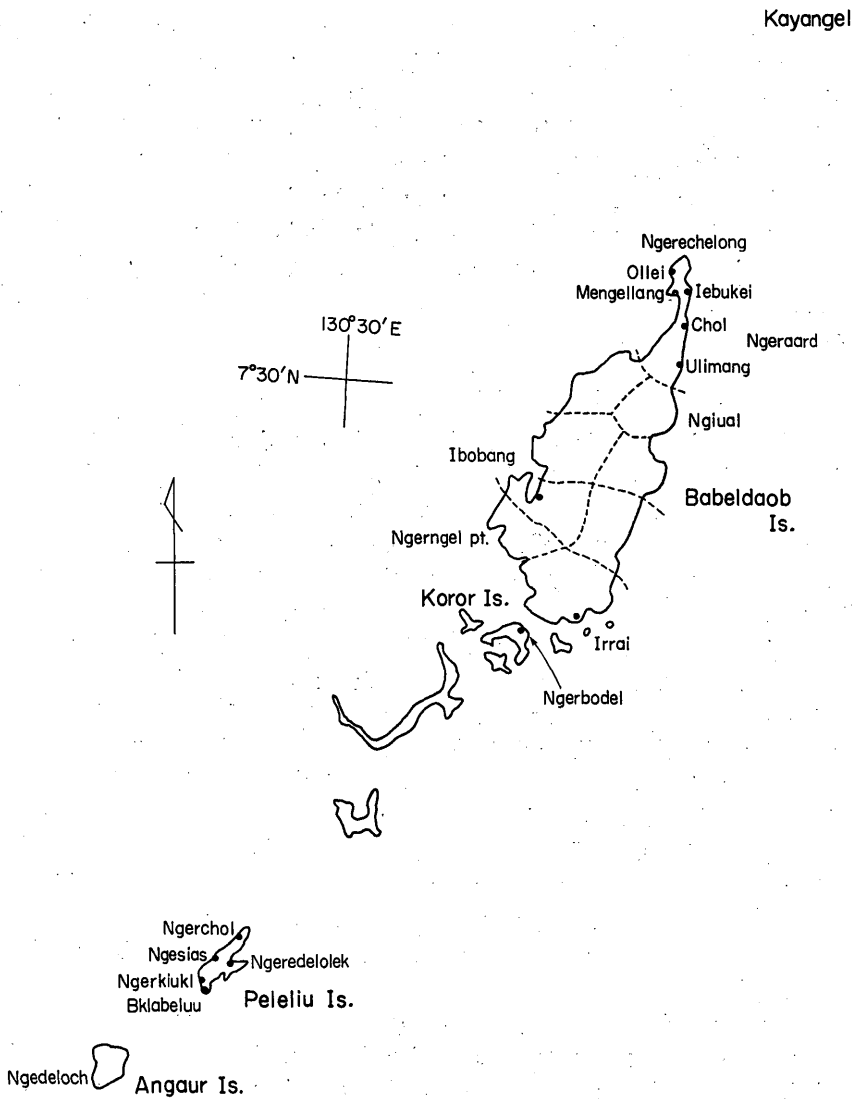 Kayangel
Ngerechelong
Ollei
Mengellang
Iebukei
130°30'E
Chol
Ngeraard
7°30'N
Ulimang
Ngiual
Ibobang
Babeldaob
Is.
Ngerngel pt.
Koror Is.
Irrai
Ngerbodel
Ngerchol
Ngesias
Ngeredelolek
Ngerkiukl
Bklabeluu
Peleliu Is.
Ngedeloch
Angaur Is.